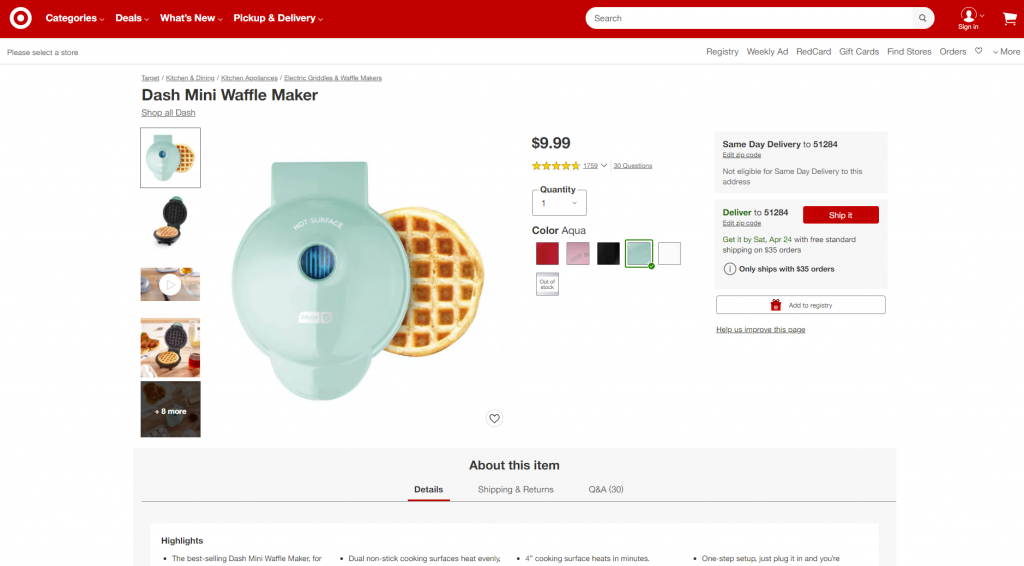 Categories Deals What's New Pickup & Delivery Search Sign in
Please select a store Registry Weekly Ad RedCard Gift Cards Find Stores Orders More
Target / Kitchen & Dining / Kitchen Appliances / Electric Griddles & Waffle Makers
Dash Mini Waffle Maker
Shop all Dash
HOT SURFACE
+ 8 more
$9.99
1759 30 Questions
Quantity
1
Color Aqua
Out of
stock
Same Day Delivery to 51284
Edit zip code
Not eligible for Same Day Delivery to this
address
Deliver to 51284
Ship it
Edit zip code
Get it by Sat, Apr 24 with free standard
shipping on $35 orders
Only ships with $35 orders
Add to registry
Help us improve this page
About this item
Details Shipping & Returns Q&A (30)
Highlights
• The best-selling Dash Mini Waffle Maker, for • Dual non-stick cooking surfaces heat evenly, • 4" cooking surface heats in minutes. • One-step setup, just plug it in and you're